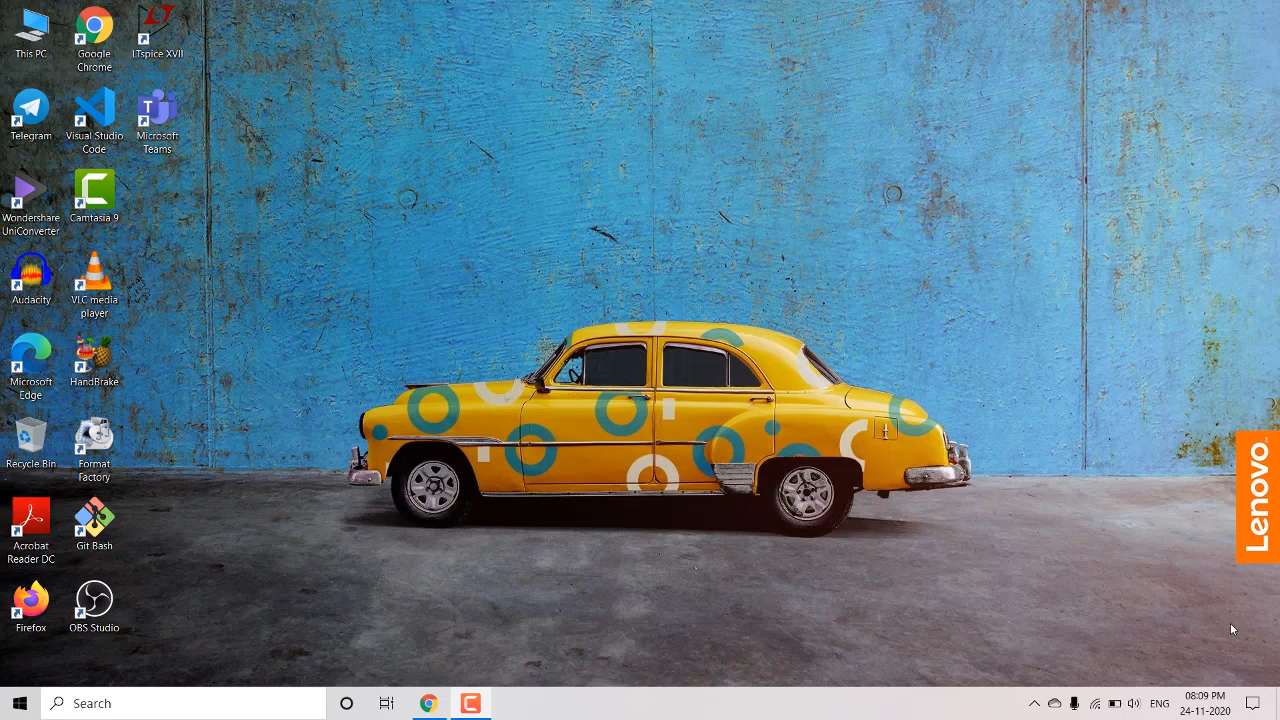 This PC
Google
Chrome
LTspice XVII
Telegram
Visual Studio
Code
Microsoft
Teams
Wondershare
UniConverter
Camtasia 9
Audacity
VLC media
player
Microsoft
Edge
HandBrake
Recycle Bin
Format
Factory
Acrobat
Reader DC
Git Bash
Firefox
OBS Studio
Lenovo
Search
ENG
08:09 PM
24-11-2020